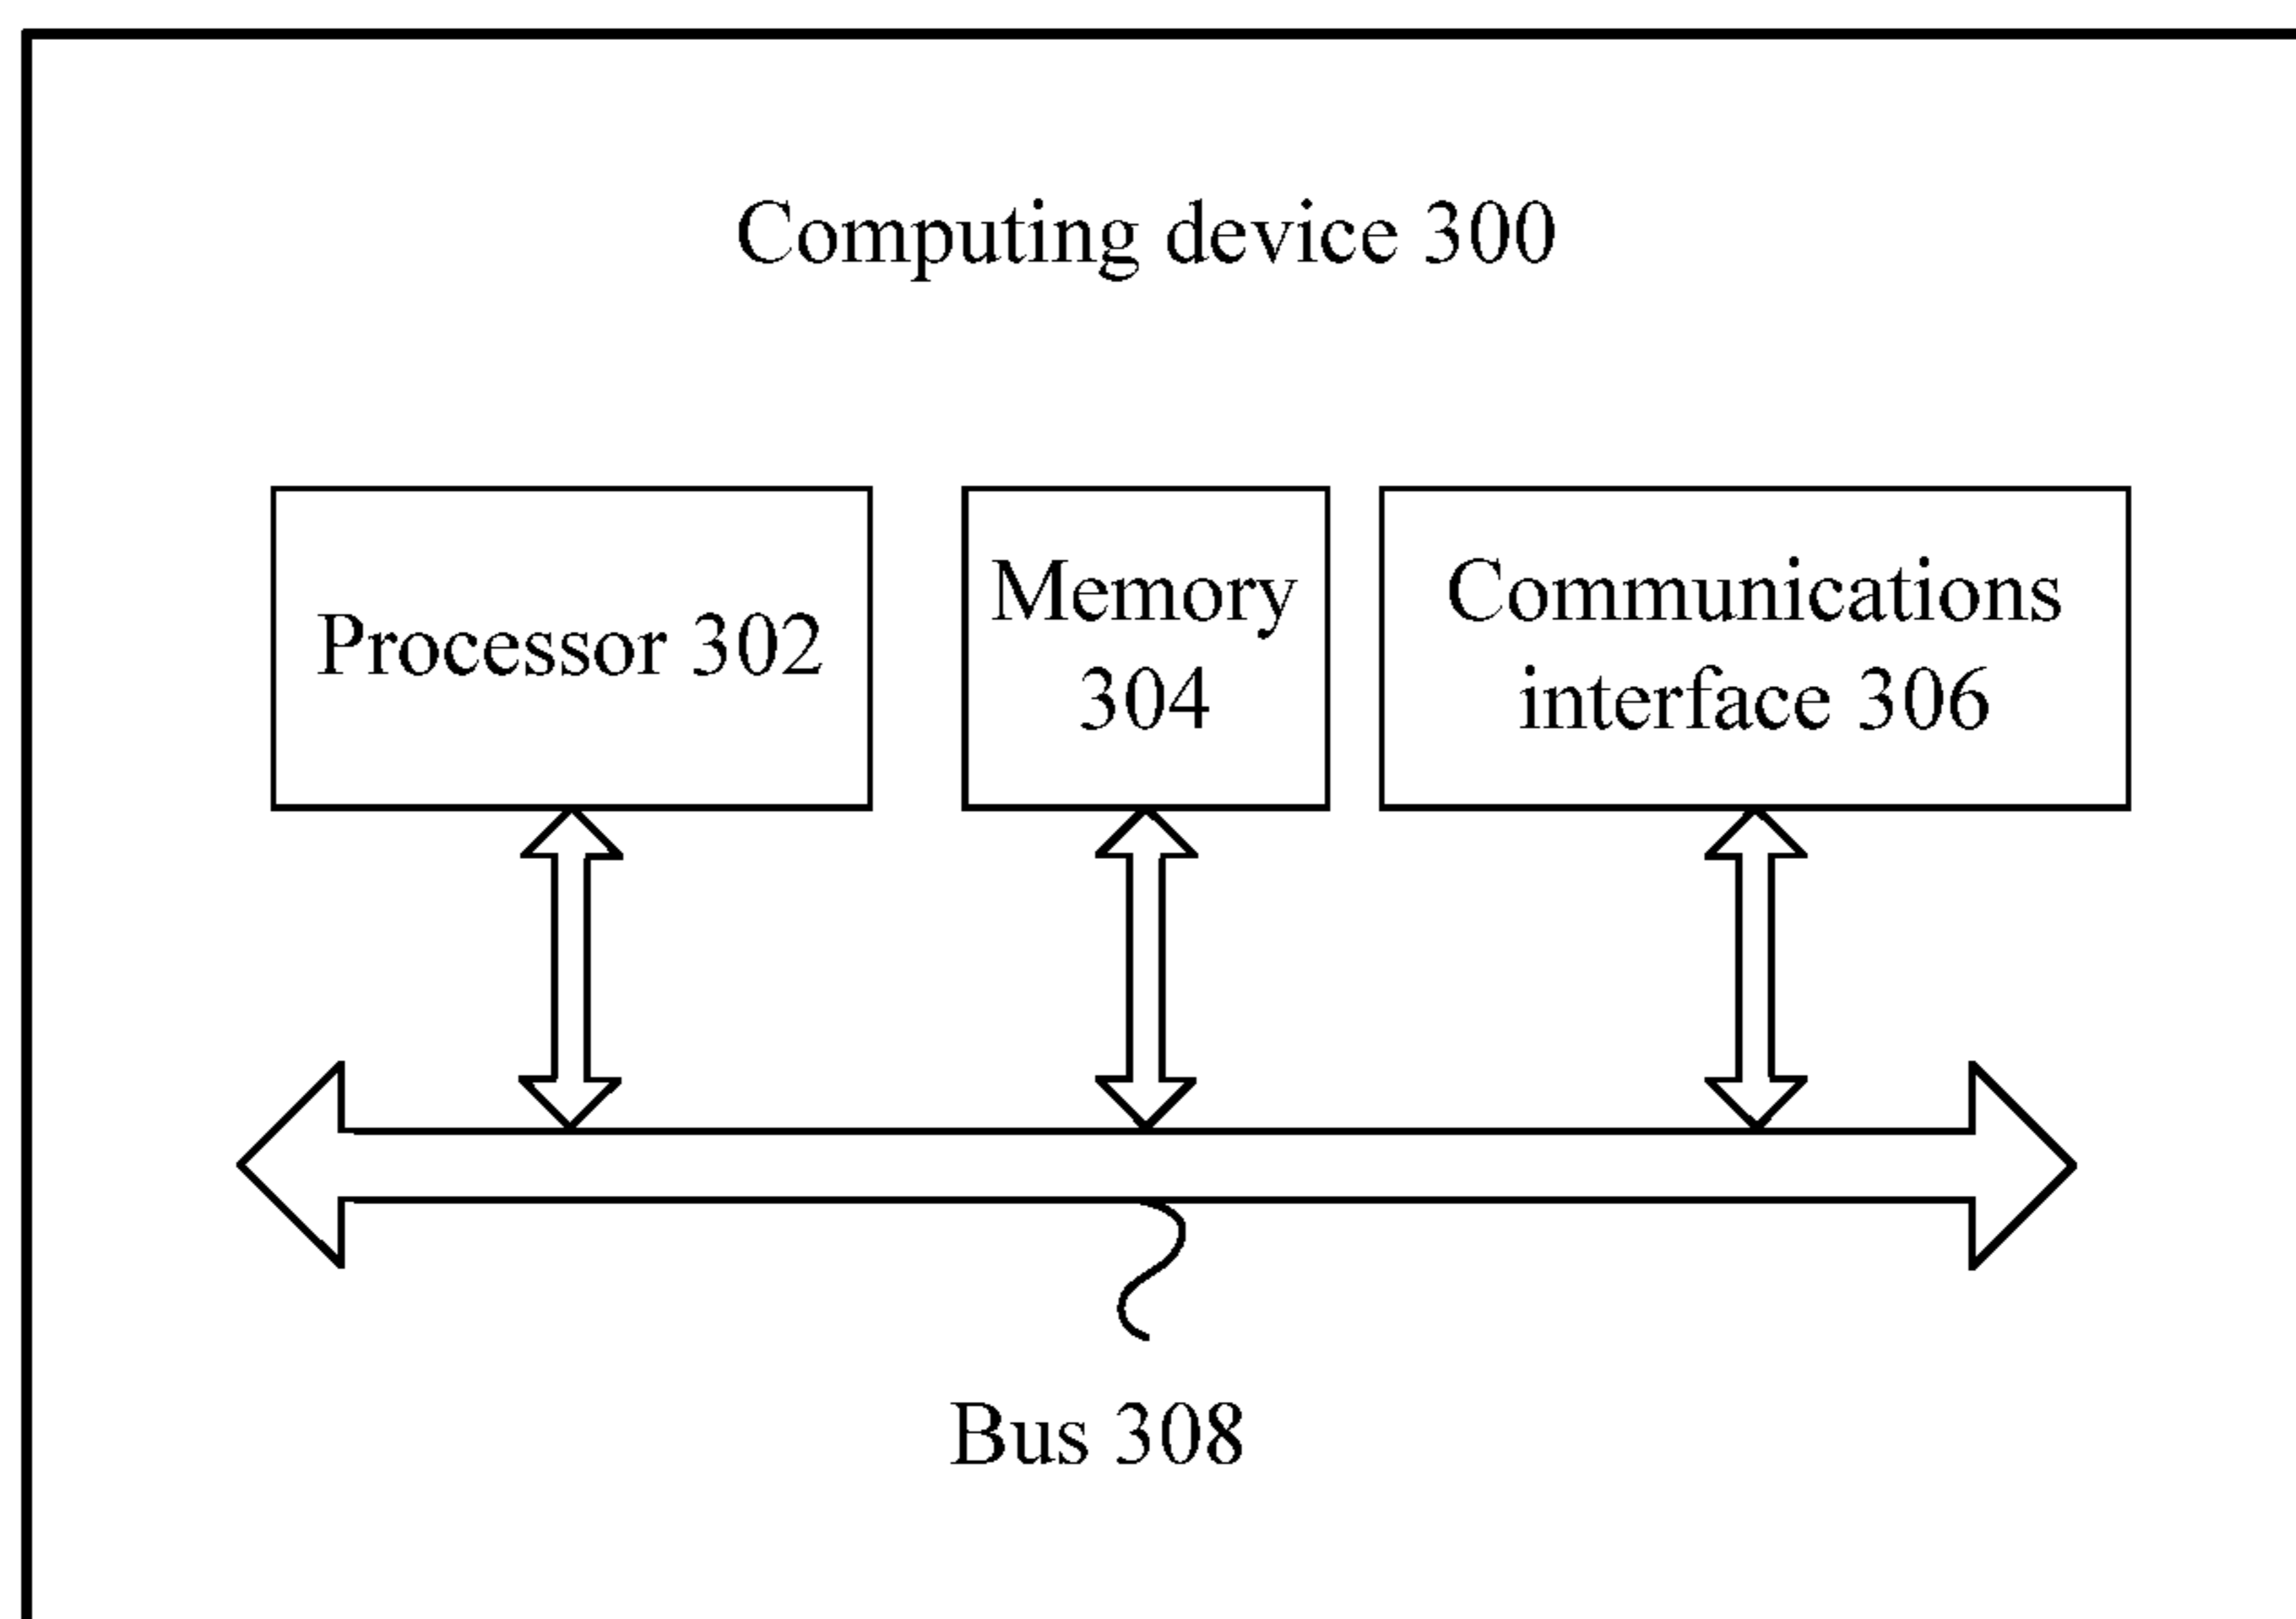 Computing device 300
Processor 302
Memory
304
Communications
interface 306
Bus 308